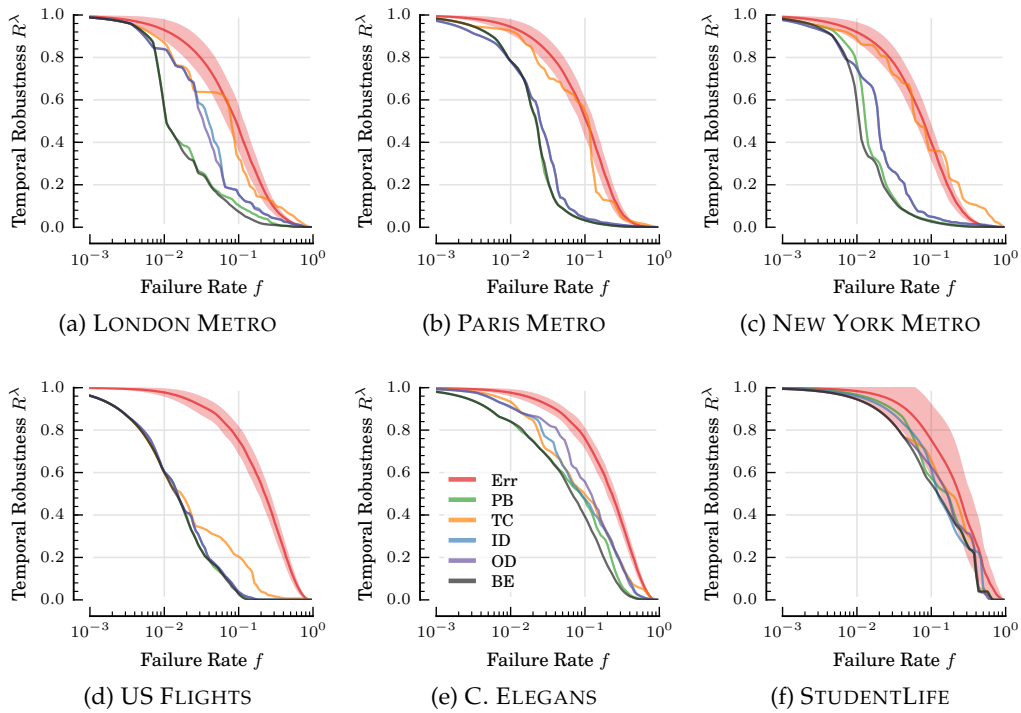 Temporal Robustness R^λ
1.0
0.8
0.6
0.4
0.2
0.0
10^−3 10^−2 10^−1 10^0
Failure Rate f
(a) LONDON METRO
Temporal Robustness R^λ
1.0
0.8
0.6
0.4
0.2
0.0
10^−3 10^−2 10^−1 10^0
Failure Rate f
(b) PARIS METRO
Temporal Robustness R^λ
1.0
0.8
0.6
0.4
0.2
0.0
10^−3 10^−2 10^−1 10^0
Failure Rate f
(c) NEW YORK METRO
Temporal Robustness R^λ
1.0
0.8
0.6
0.4
0.2
0.0
10^−3 10^−2 10^−1 10^0
Failure Rate f
(d) US FLIGHTS
Temporal Robustness R^λ
1.0
0.8
0.6
0.4
0.2
0.0
Err
PB
TC
ID
OD
BE
10^−3 10^−2 10^−1 10^0
Failure Rate f
(e) C. ELEGANS
Temporal Robustness R^λ
1.0
0.8
0.6
0.4
0.2
0.0
10^−3 10^−2 10^−1 10^0
Failure Rate f
(f) STUDENTLIFE